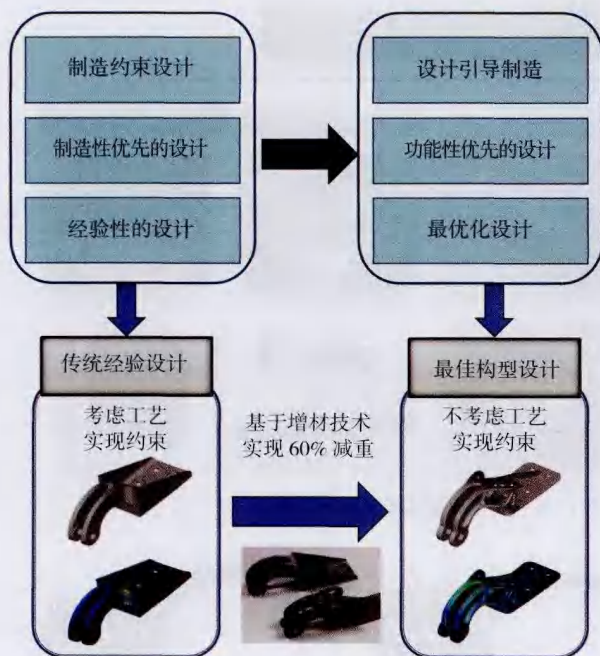 制造约束设计
制造性优先的设计
经验性的设计
设计引导制造
功能性优先的设计
最优化设计
传统经验设计
考虑工艺
实现约束
基于增材技术
实现 60% 减重
最佳构型设计
不考虑工艺
实现约束